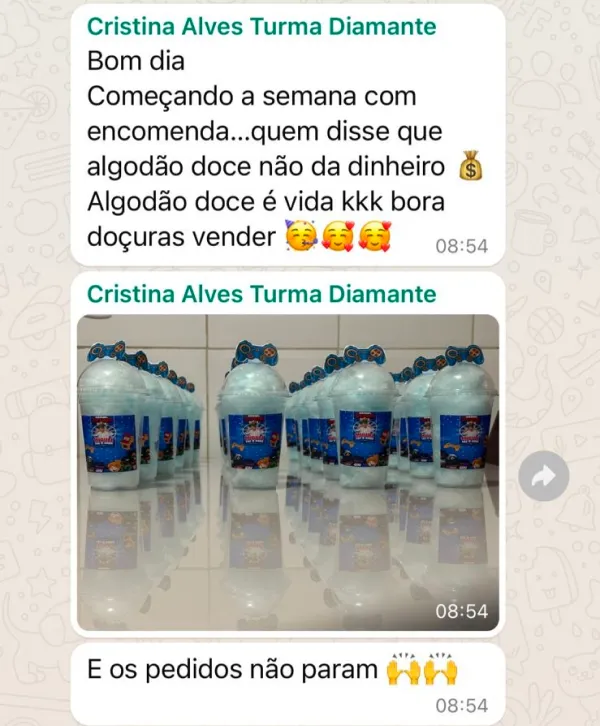 Cristina Alves Turma Diamante
Bom dia
Começando a semana com
encomenda...quem disse que
algodão doce não da dinheiro 💰
Algodão doce é vida kkk bora
doçuras vender 🥳🥰🥰
08:54
Cristina Alves Turma Diamante
08:54
E os pedidos não param 🙌🙌
08:54